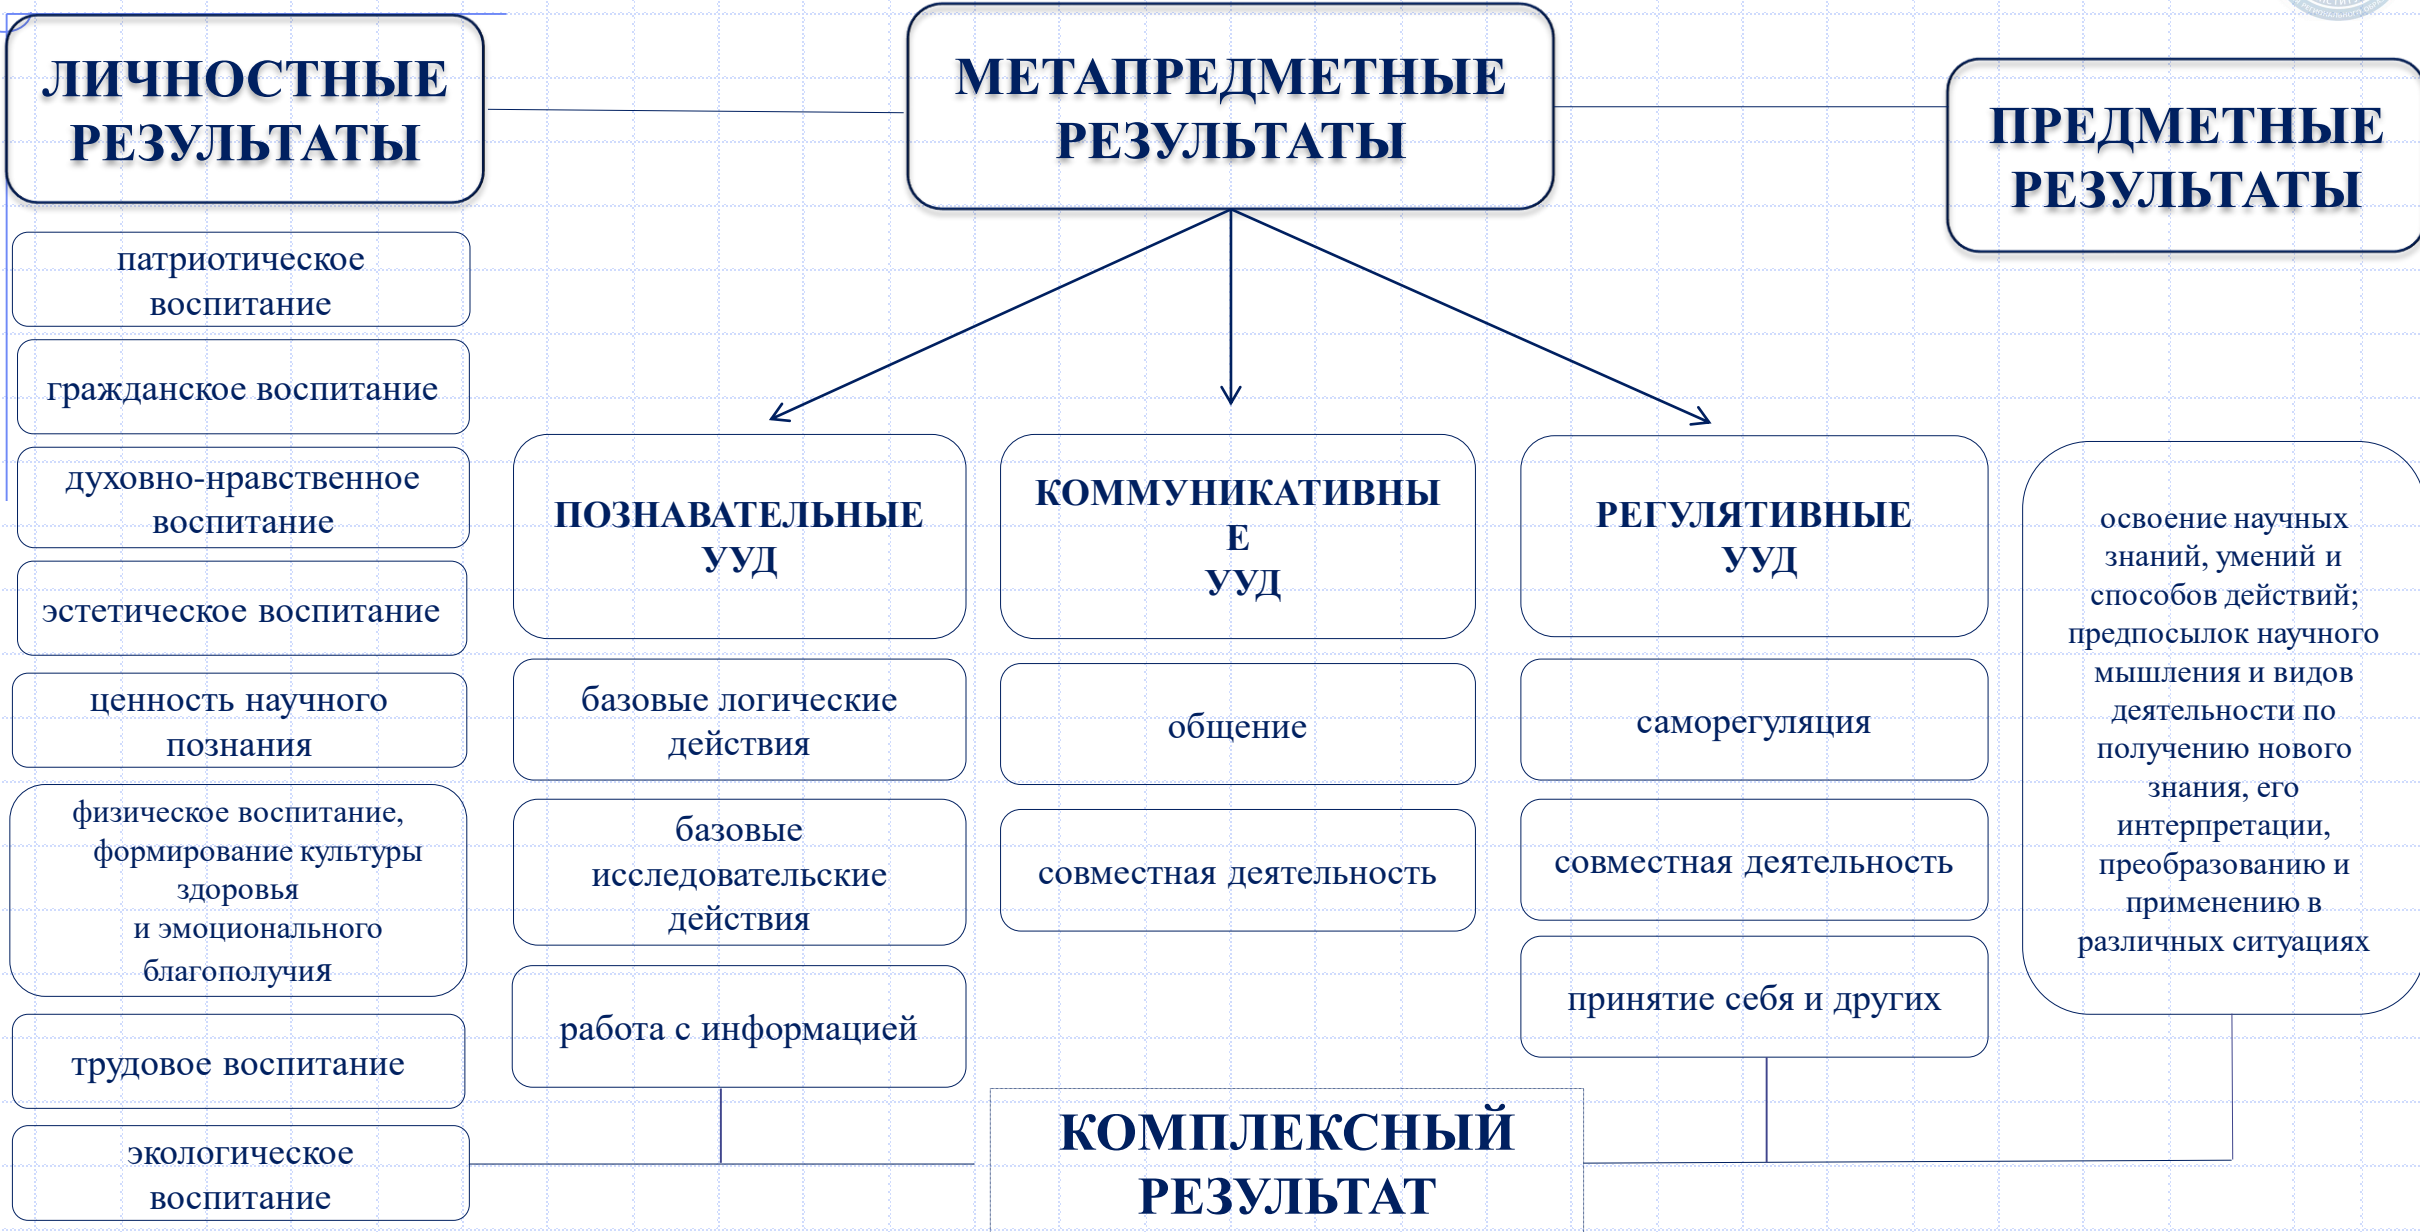 ЛИЧНОСТНЫЕ
РЕЗУЛЬТАТЫ
МЕТАПРЕДМЕТНЫЕ
РЕЗУЛЬТАТЫ
ПРЕДМЕТНЫЕ
РЕЗУЛЬТАТЫ
патриотическое
воспитание
гражданское воспитание
духовно-нравственное
воспитание
эстетическое воспитание
ценность научного
познания
физическое воспитание,
формирование культуры
здоровья
и эмоционального
благополучия
трудовое воспитание
экологическое
воспитание
ПОЗНАВАТЕЛЬНЫЕ
УУД
базовые логические
действия
базовые
исследовательские
действия
работа с информацией
КОММУНИКАТИВНЫ
Е
УУД
общение
совместная деятельность
РЕГУЛЯТИВНЫЕ
УУД
саморегуляция
совместная деятельность
принятие себя и других
освоение научных
знаний, умений и
способов действий;
предпосылок научного
мышления и видов
деятельности по
получению нового
знания, его
интерпретации,
преобразованию и
применению в
различных ситуациях
КОМПЛЕКСНЫЙ
РЕЗУЛЬТАТ